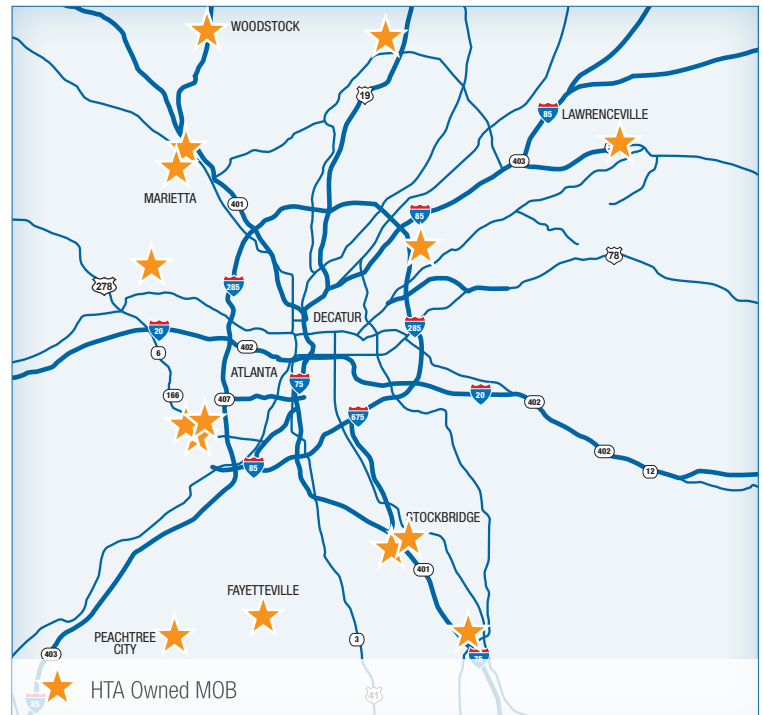 WOODSTOCK
19
85
LAWRENCEVILLE
403
MARIETTA
401
85
78
278
285
DECATUR
285
20
6
402
ATLANTA
75
166
407
20
402
675
402
85
12
STOCKBRIDGE
401
FAYETTEVILLE
PEACHTREE
CITY
3
403
75
HTA Owned MOB
85
41